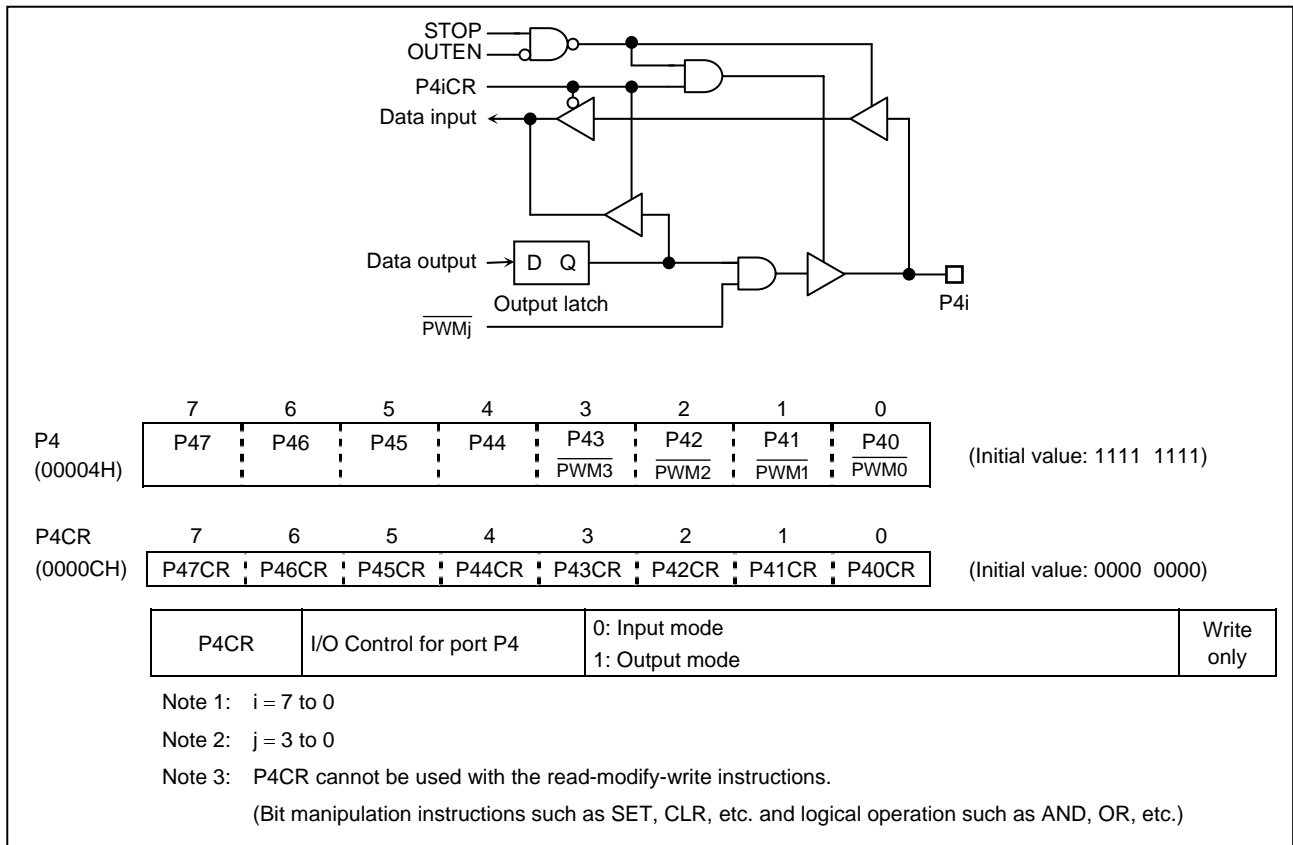 STOP
OUTEN
P4iCR
Data input
Data output
D Q
Output latch
PWMj
P4i
7 6 5 4 3 2 1 0
P4
(00004H)
P47 P46 P45 P44 P43 P42 P41 P40
PWM3 PWM2 PWM1 PWM0
(Initial value: 1111 1111)
P4CR
(0000CH)
7 6 5 4 3 2 1 0
P47CR P46CR P45CR P44CR P43CR P42CR P41CR P40CR
(Initial value: 0000 0000)
P4CR I/O Control for port P4
0: Input mode
1: Output mode
Write
only
Note 1: i = 7 to 0
Note 2: j = 3 to 0
Note 3: P4CR cannot be used with the read-modify-write instructions.
(Bit manipulation instructions such as SET, CLR, etc. and logical operation such as AND, OR, etc.)